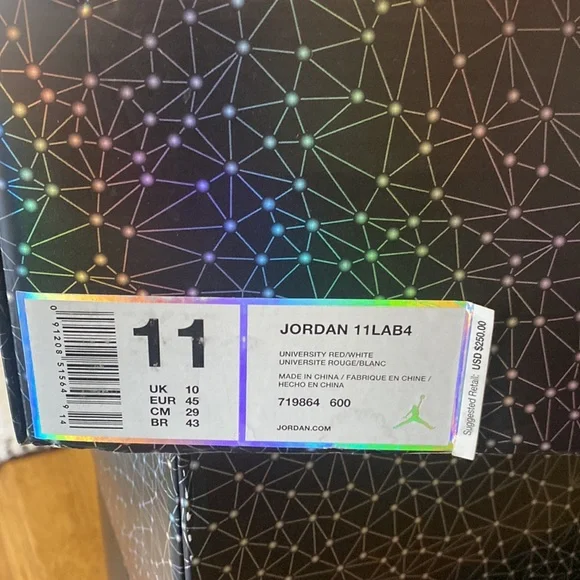 0 91208 51564 9 14
11
UK 10
EUR 45
CM 29
BR 43
JORDAN 11LAB4
UNIVERSITY RED/WHITE
UNIVERSITE ROUGE/BLANC
MADE IN CHINA / FABRIQUE EN CHINE /
HECHO EN CHINA
719864 600
JORDAN.COM
Suggested Retail: USD $250.00